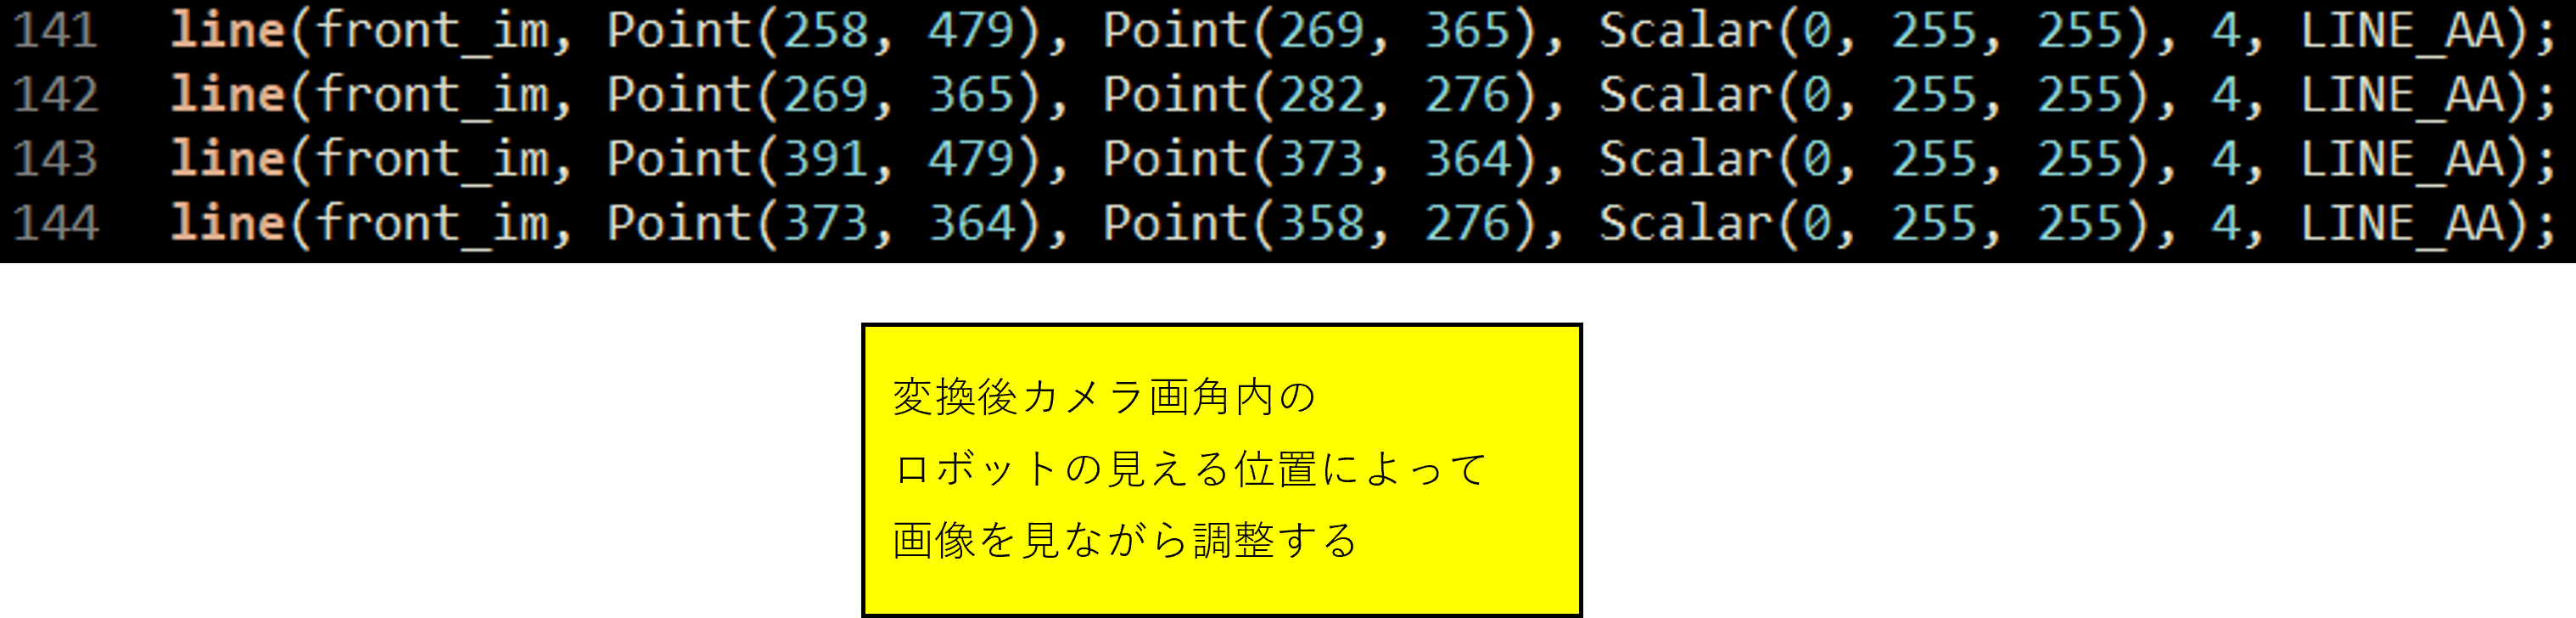 141 line(front_im, Point(258, 479), Point(269, 365), Scalar(0, 255, 255), 4, LINE_AA);
142 line(front_im, Point(269, 365), Point(282, 276), Scalar(0, 255, 255), 4, LINE_AA);
143 line(front_im, Point(391, 479), Point(373, 364), Scalar(0, 255, 255), 4, LINE_AA);
144 line(front_im, Point(373, 364), Point(358, 276), Scalar(0, 255, 255), 4, LINE_AA);
変換後カメラ画角内の
ロボットの見える位置によって
画像を見ながら調整する